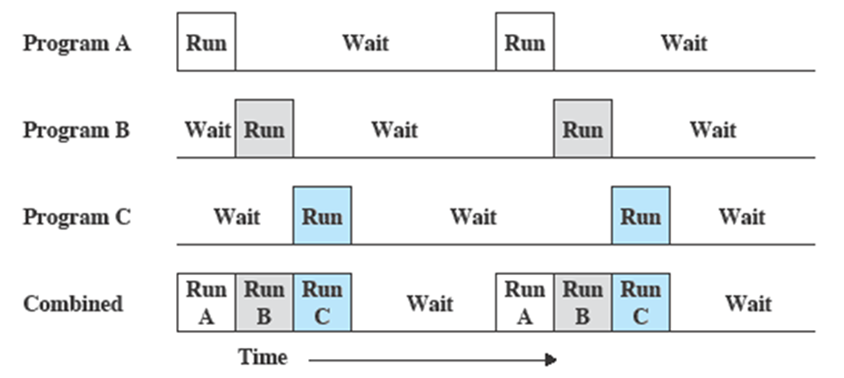 Program A Run Wait Run Wait
Program B Wait Run Wait Run Wait
Program C Wait Run Wait Run Wait
Combined Run A Run B Run C Wait Run A Run B Run C Wait
Time